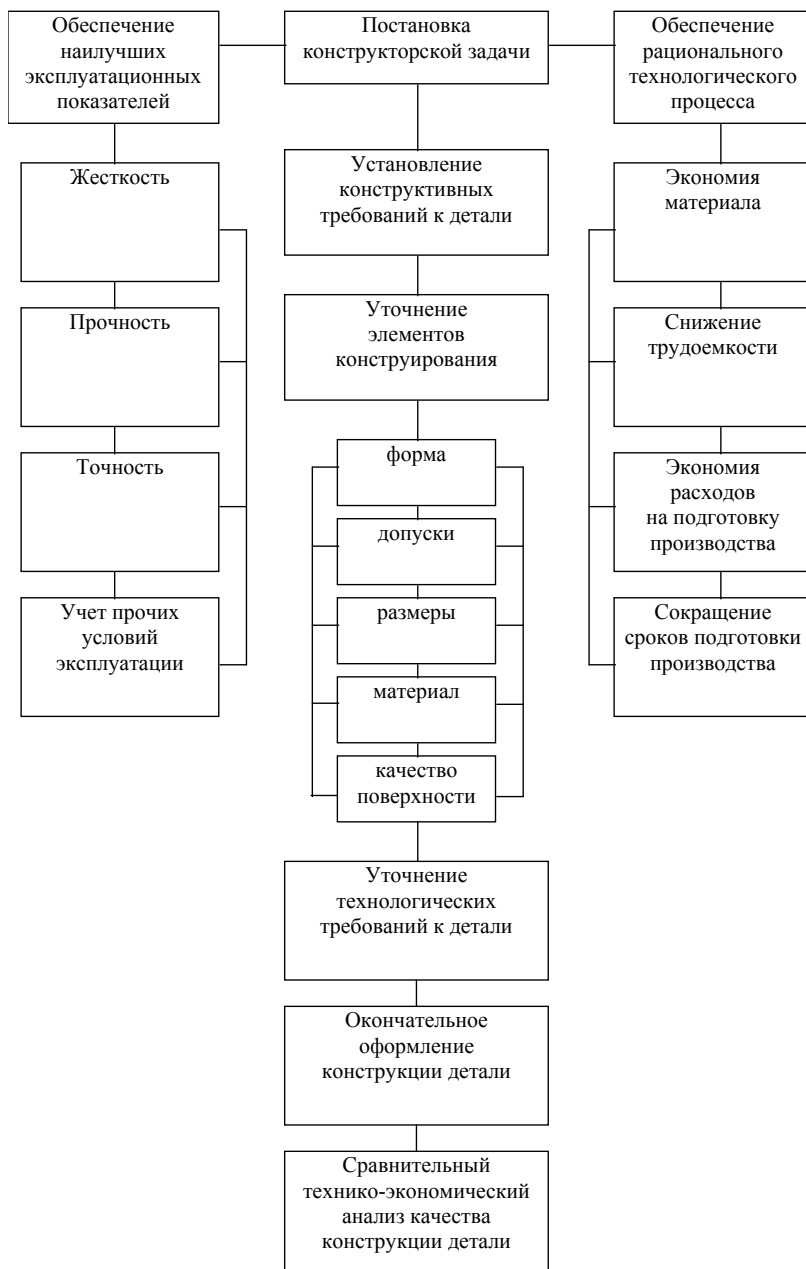 Обеспечение
наилучших
эксплуатационных
показателей
Постановка
конструкторской задачи
Обеспечение
рационального
технологического
процесса
Жесткость
Прочность
Точность
Учет прочих
условий
эксплуатации
Установление
конструктивных
требований к детали
Уточнение
элементов
конструирования
форма
допуски
размеры
материал
качество
поверхности
Уточнение
технологических
требований к детали
Окончательное
оформление
конструкции детали
Сравнительный
технико-экономический
анализ качества
конструкции детали
Экономия
материала
Снижение
трудоемкости
Экономия
расходов
на подготовку
производства
Сокращение
сроков подготовки
производства